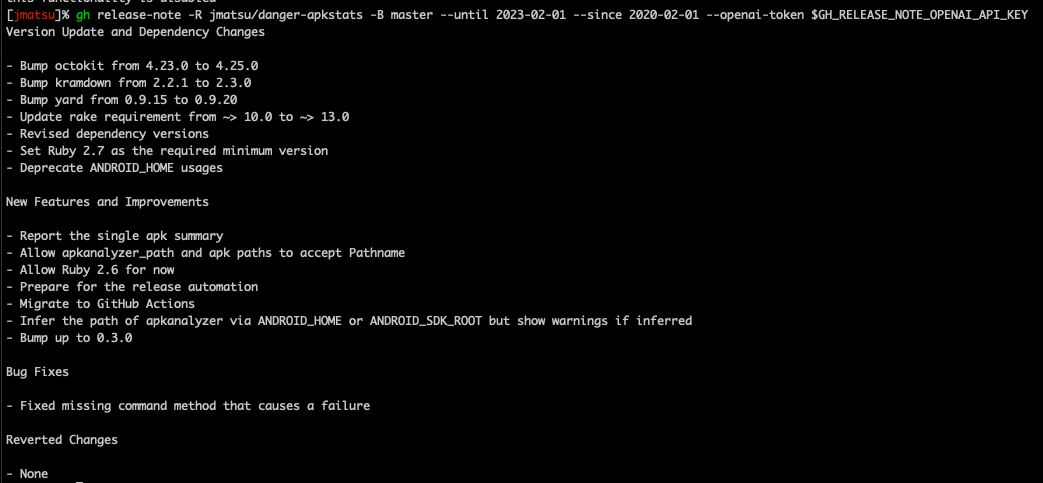 this functionality is disabled
[jmatsu]% gh release-note -R jmatsu/danger-apkstats -B master --until 2023-02-01 --since 2020-02-01 --openai-token $GH_RELEASE_NOTE_OPENAI_API_KEY
Version Update and Dependency Changes
- Bump octokit from 4.23.0 to 4.25.0
- Bump kramdown from 2.2.1 to 2.3.0
- Bump yard from 0.9.15 to 0.9.20
- Update rake requirement from ~> 10.0 to ~> 13.0
- Revised dependency versions
- Set Ruby 2.7 as the required minimum version
- Deprecate ANDROID_HOME usages
New Features and Improvements
- Report the single apk summary
- Allow apkanalyzer_path and apk paths to accept Pathname
- Allow Ruby 2.6 for now
- Prepare for the release automation
- Migrate to GitHub Actions
- Infer the path of apkanalyzer via ANDROID_HOME or ANDROID_SDK_ROOT but show warnings if inferred
- Bump up to 0.3.0
Bug Fixes
- Fixed missing command method that causes a failure
Reverted Changes
- None